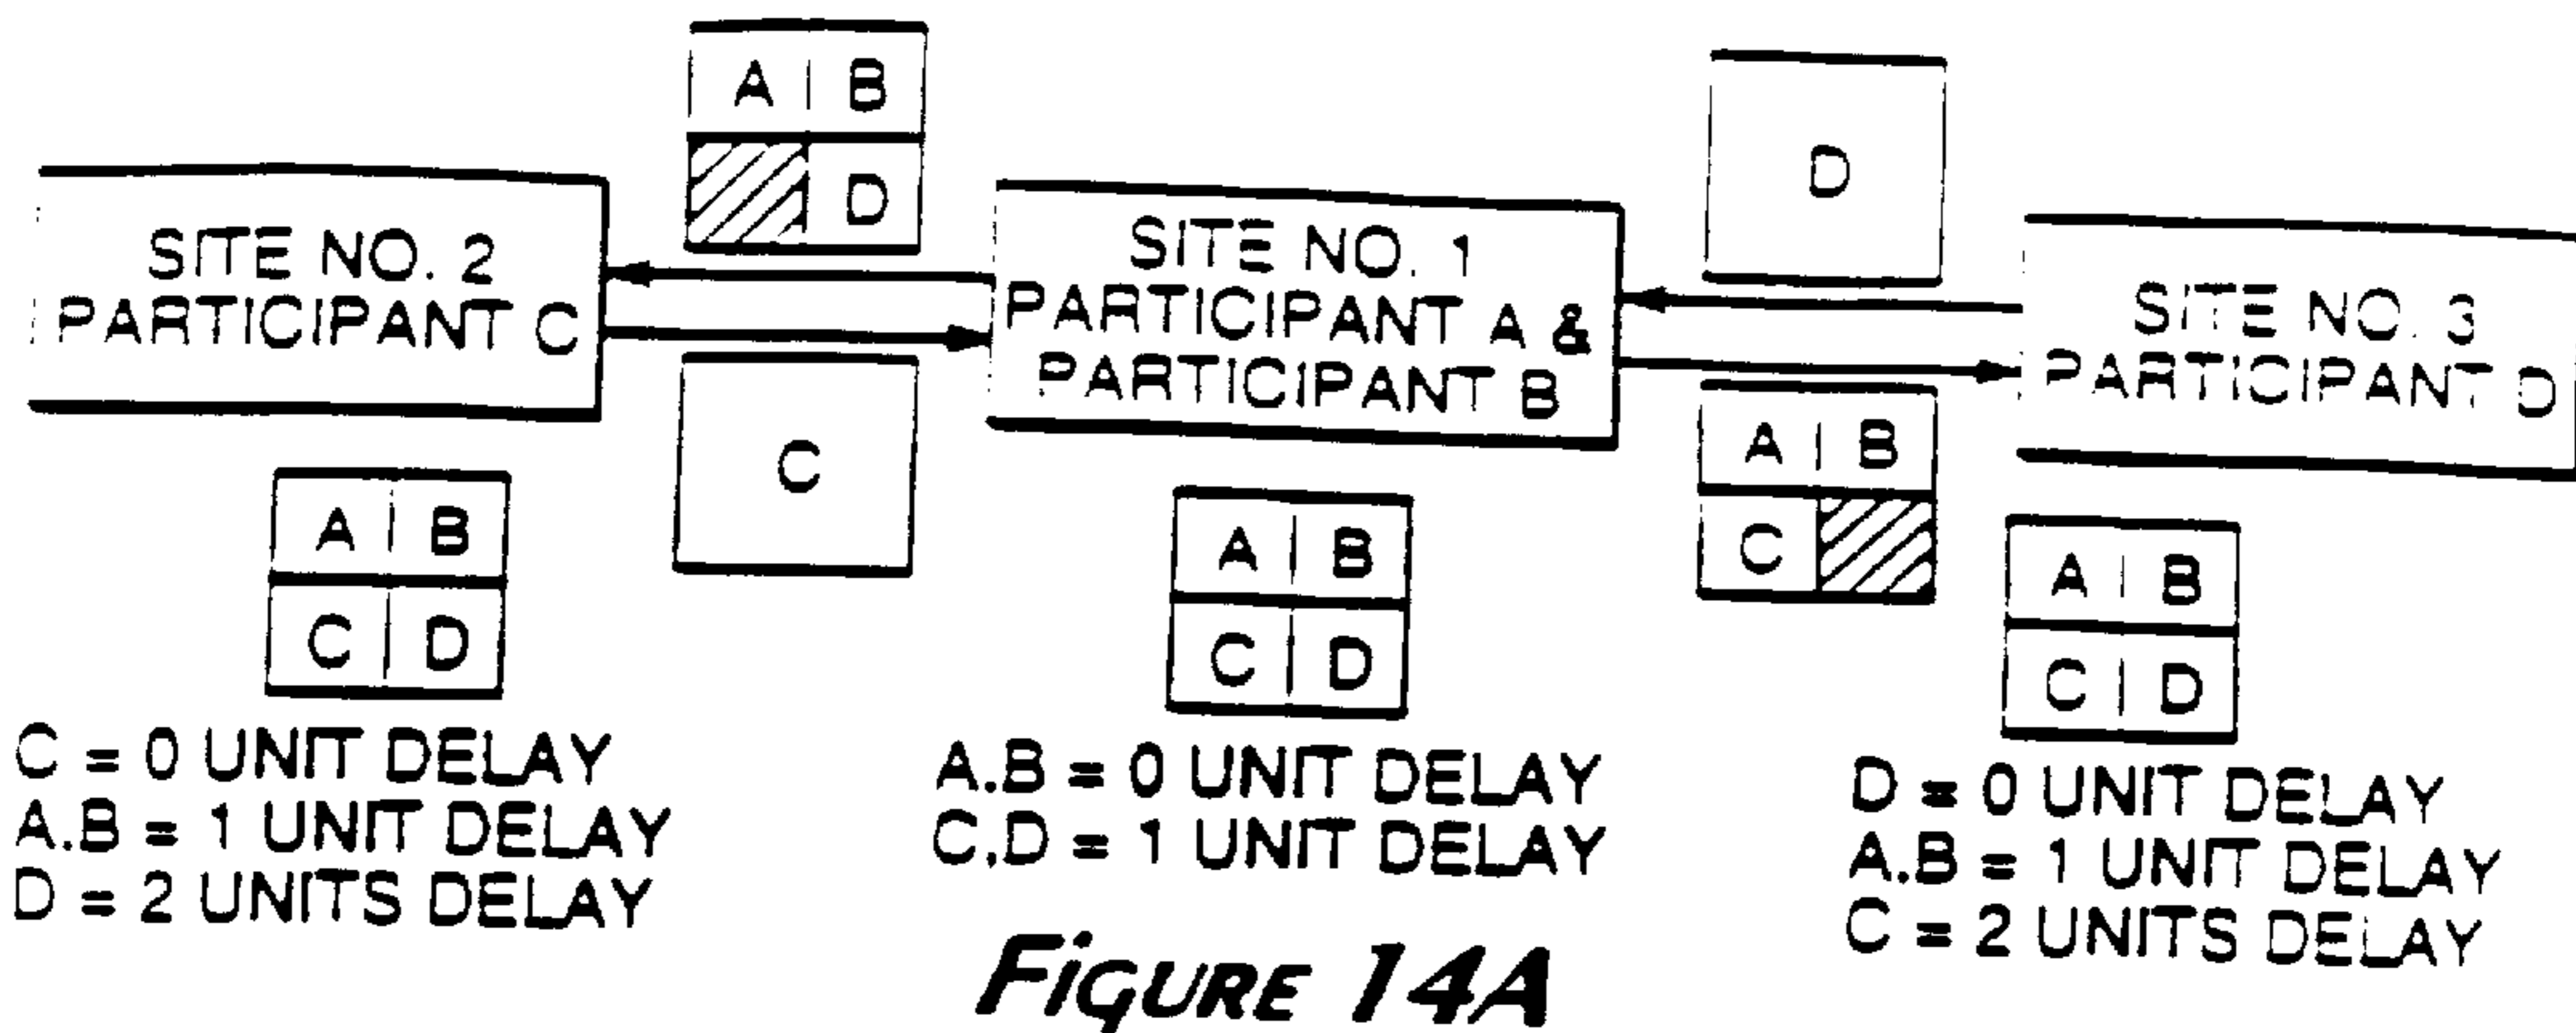 A | B
D
SITE NO. 2
PARTICIPANT C
SITE NO. 1
PARTICIPANT A &
PARTICIPANT B
D
SITE NO. 3
PARTICIPANT D
C
A | B
C
A | B
C | D
A | B
C | D
A | B
C | D
C = 0 UNIT DELAY
A.B = 1 UNIT DELAY
D = 2 UNITS DELAY
A.B = 0 UNIT DELAY
C,D = 1 UNIT DELAY
D = 0 UNIT DELAY
A.B = 1 UNIT DELAY
C = 2 UNITS DELAY
FIGURE 14A